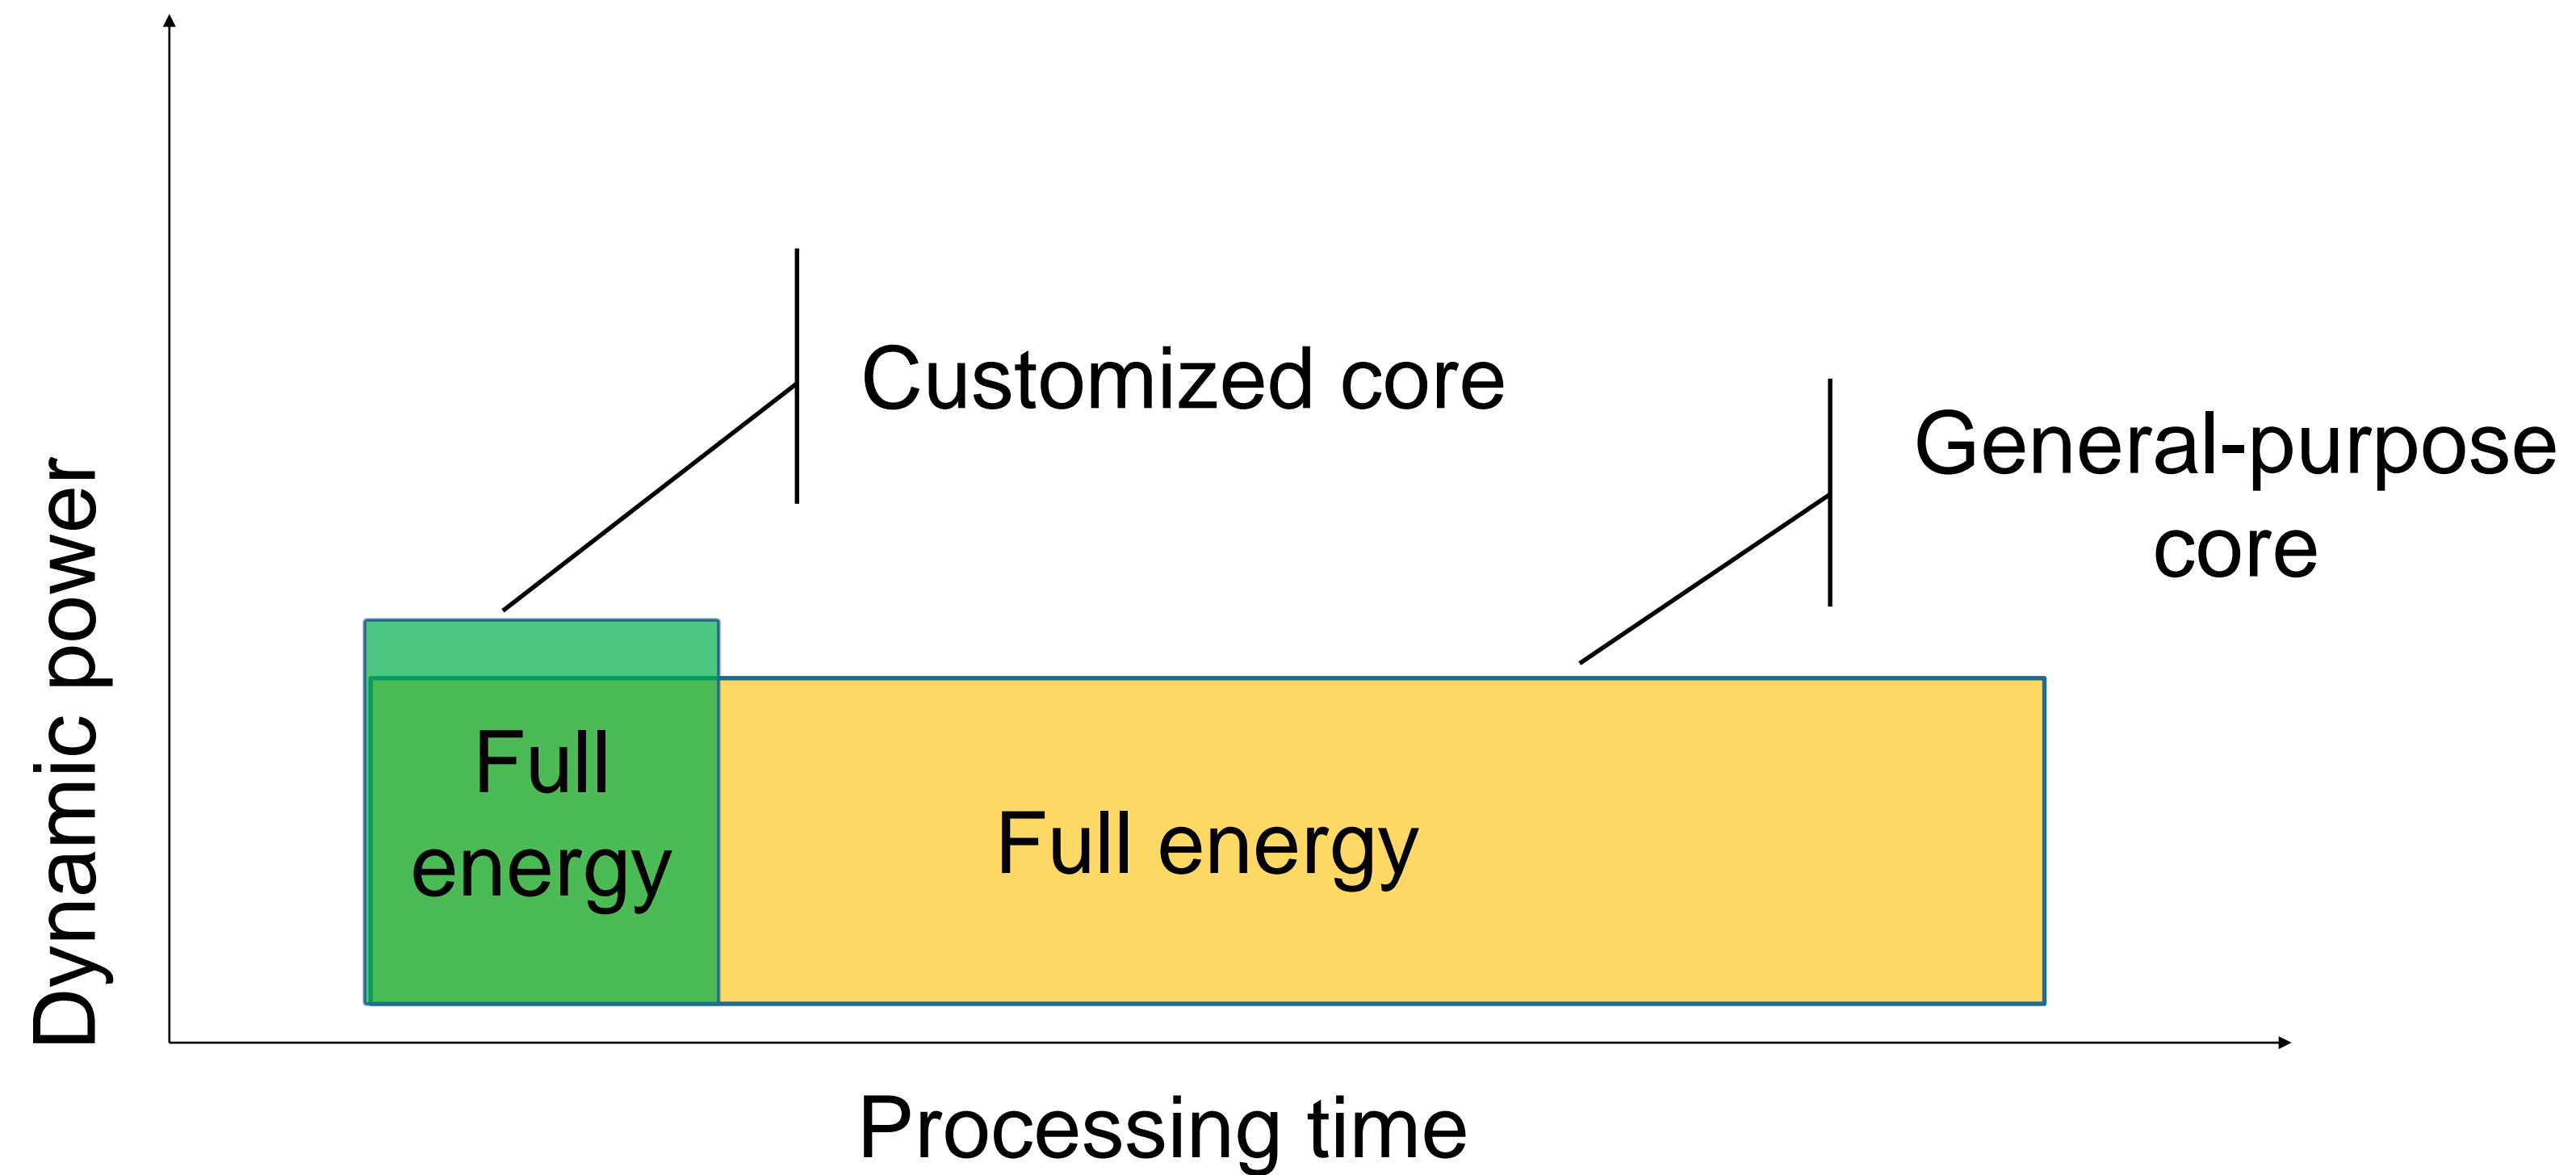 Dynamic power
Customized core
General-purpose
core
Full
energy
Full energy
Processing time